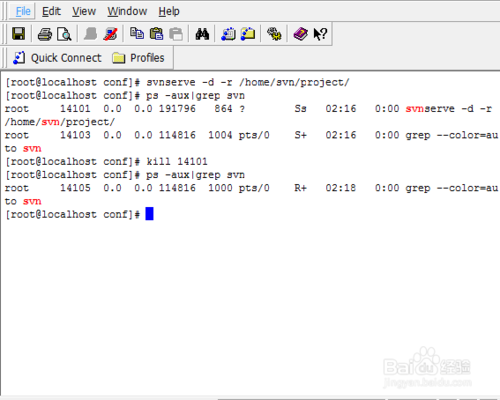 File Edit View Window Help
Quick Connect Profiles
[root@localhost conf]# svnserve -d -r /home/svn/project/
[root@localhost conf]# ps -aux|grep svn
root 14101 0.0 0.0 191796 864 ? Ss 02:16 0:00 svnserve -d -r
/home/svn/project/
root 14103 0.0 0.0 114816 1004 pts/0 S+ 02:16 0:00 grep --color=au
to svn
[root@localhost conf]# kill 14101
[root@localhost conf]# ps -aux|grep svn
root 14105 0.0 0.0 114816 1000 pts/0 R+ 02:18 0:00 grep --color=au
to svn
[root@localhost conf]#
Baidu 经验
jingyan.baidu.com